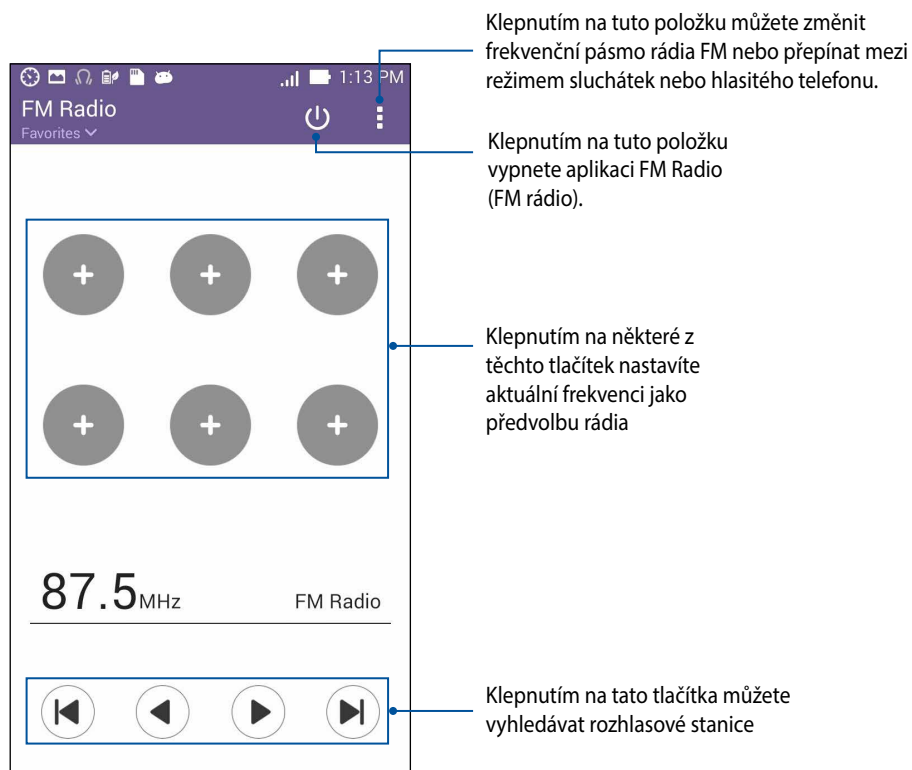 Klepnutím na tuto položku můžete změnit
frekvenční pásmo rádia FM nebo přepínat mezi
režimem sluchátek nebo hlasitého telefonu.
1:13 PM
FM Radio
Favorites
Klepnutím na tuto položku
vypnete aplikaci FM Radio
(FM rádio).
Klepnutím na některé z
těchto tlačítek nastavíte
aktuální frekvenci jako
předvolbu rádia
87.5MHz
FM Radio
Klepnutím na tato tlačítka můžete
vyhledávat rozhlasové stanice